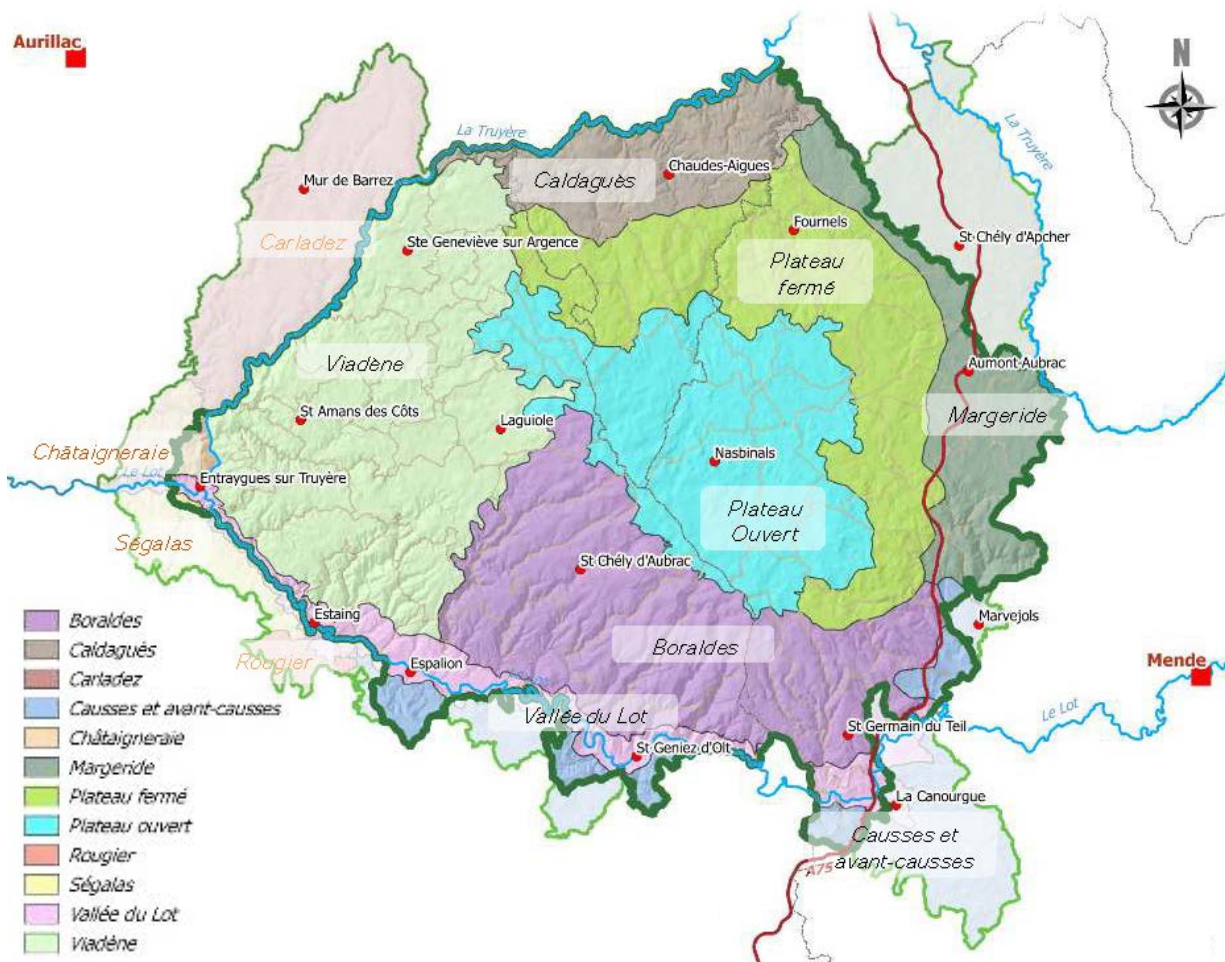 Aurillac
N
La Truyère
La Truyère
Chaudes-Aigues
Caldaguès
Mur de Barrez
Fournels
Carladez
Ste Geneviève sur Argence
St Chély d'Apcher
Plateau
fermé
Viadène
Aumont-Aubrac
St Amans des Côts
Laguiole
Margeride
Châtaigneraie
Le Lot
Nasbinals
Entraygues sur Truyère
Plateau
Ouvert
Ségalas
St Chély d'Aubrac
Estaing
Marvejols
Boraldes
Rougier
Espalion
Mende
Vallée du Lot
Le Lot
St Germain du Teil
St Geniez d'Olt
La Canourgue
Causses et
avant-causses
A75
Boraldes
Caldaguès
Carladez
Causses et avant-causses
Châtaigneraie
Margeride
Plateau fermé
Plateau ouvert
Rougier
Ségalas
Vallée du Lot
Viadène